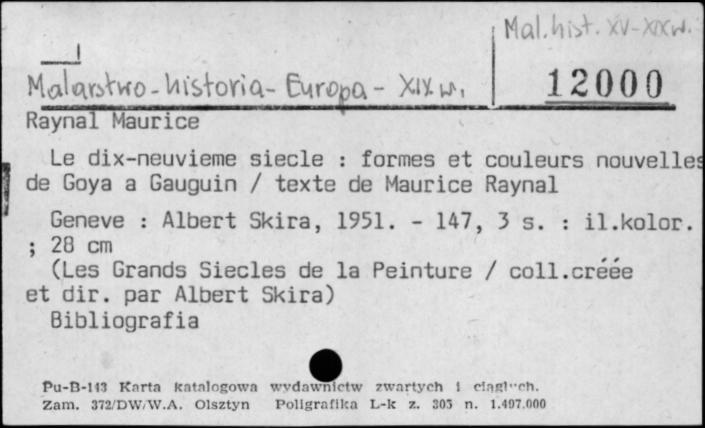 Mal. hist. XV-XIX w.
Malarstwo - historia - Europa - XIX w.
12000
Raynal Maurice
Le dix-neuvieme siecle : formes et couleurs nouvelles
de Goya a Gauguin / texte de Maurice Raynal
Geneve : Albert Skira, 1951. - 147, 3 s. : il.kolor.
; 28 cm
(Les Grands Siecles de la Peinture / coll.créée
et dir. par Albert Skira)
Bibliografia
Pu-B-143 Karta katalogowa wydawnictw zwartych i ciągłych.
Zam. 372/DW/W.A. Olsztyn Poligrafika L-k z. 303 n. 1.497.000